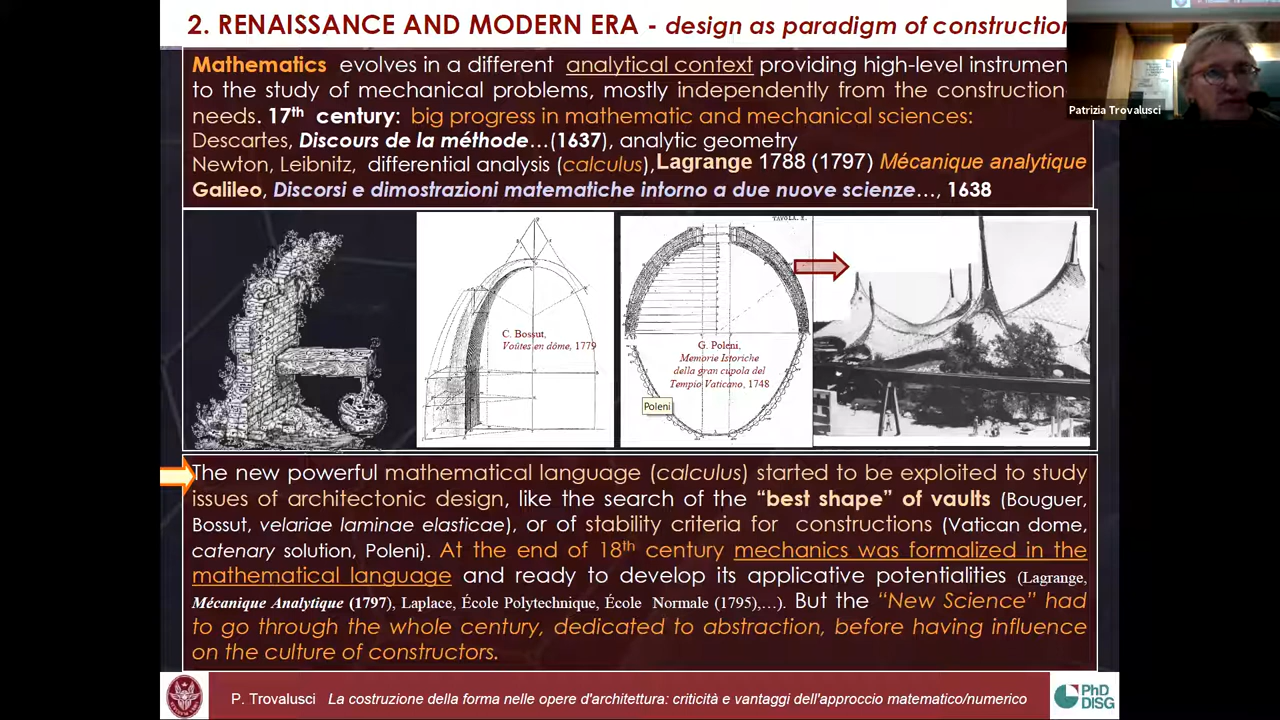 2. RENAISSANCE AND MODERN ERA - design as paradigm of construction
Patrizia Trovalusci
Mathematics evolves in a different analytical context providing high-level instrumen
to the study of mechanical problems, mostly independently from the construction
needs. 17th century: big progress in mathematic and mechanical sciences:
Descartes, Discours de la méthode…(1637), analytic geometry
Newton, Leibnitz, differential analysis (calculus), Lagrange 1788 (1797) Mécanique analytique
Galileo, Discorsi e dimostrazioni matematiche intorno a due nuove scienze…, 1638
TAVOLA. E.
C. Bossut,
Voûtes en dôme, 1779
G. Poleni,
Memorie Istoriche
della gran cupola del
Tempio Vaticano, 1748
Poleni
The new powerful mathematical language (calculus) started to be exploited to study
issues of architectonic design, like the search of the “best shape” of vaults (Bouguer,
Bossut, velariae laminae elasticae), or of stability criteria for constructions (Vatican dome,
catenary solution, Poleni). At the end of 18th century mechanics was formalized in the
mathematical language and ready to develop its applicative potentialities (Lagrange,
Mécanique Analytique (1797), Laplace, École Polytechnique, École Normale (1795),…). But the “New Science” had
to go through the whole century, dedicated to abstraction, before having influence
on the culture of constructors.
P. Trovalusci La costruzione della forma nelle opere d'architettura: criticità e vantaggi dell'approccio matematico/numerico
PhD
DISG